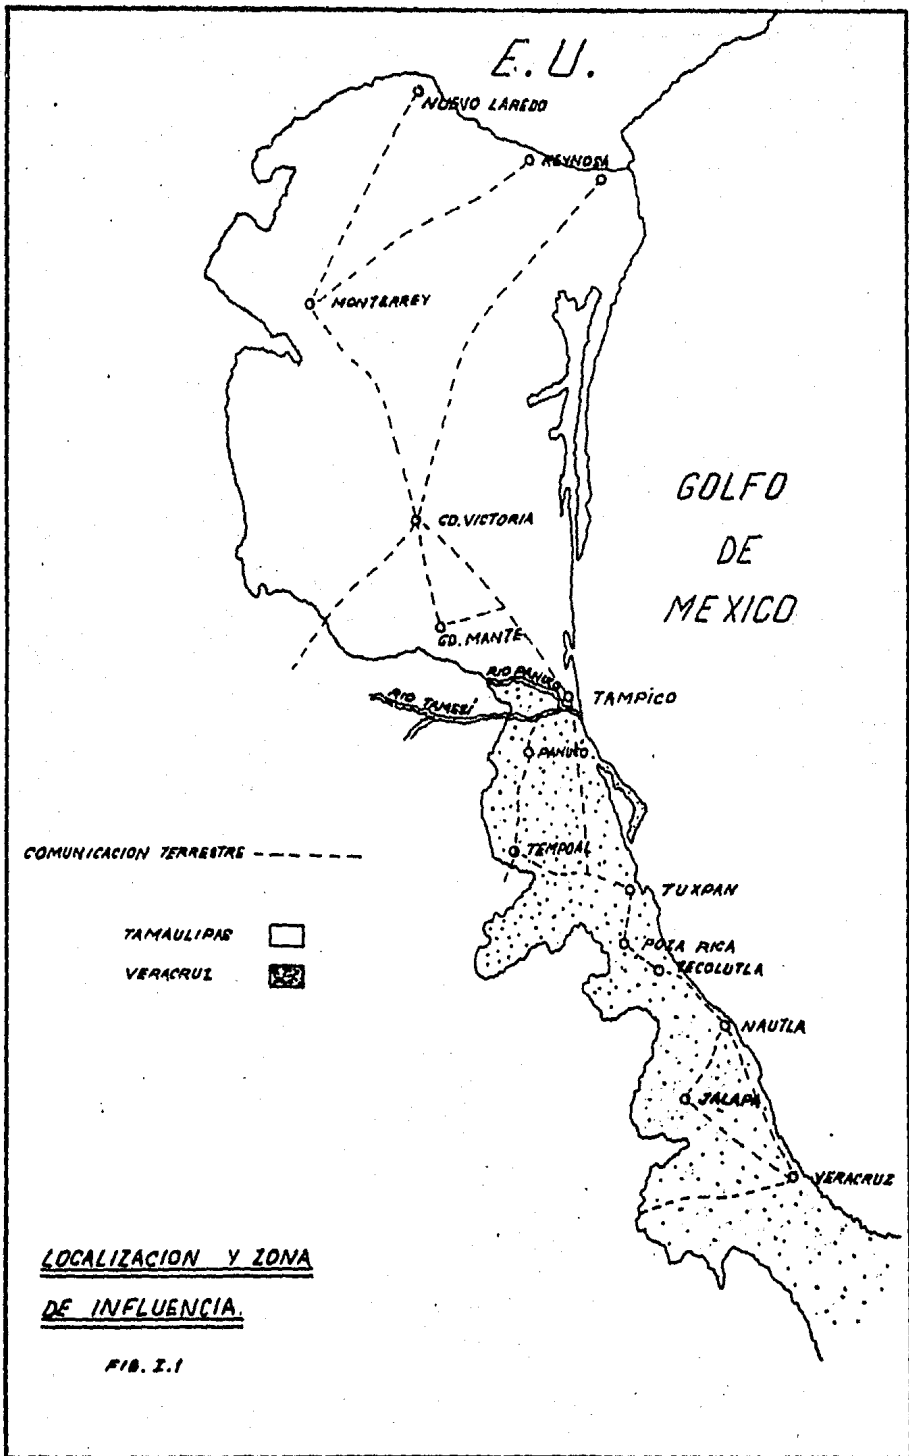 E. U.
NUEVO LAREDO
REYNOSA
MONTERREY
GOLFO
DE
MEXICO
CD. VICTORIA
CD. MANTE
RIO PANUCO
RIO TAMESÍ
TAMPICO
PANUCO
COMUNICACION TERRESTRE
TEMPOAL
TUXPAN
TAMAULIPAS
VERACRUZ
POZA RICA
TECOLUTLA
NAUTLA
JALAPA
VERACRUZ
LOCALIZACION Y ZONA
DE INFLUENCIA.
FIG. I.1